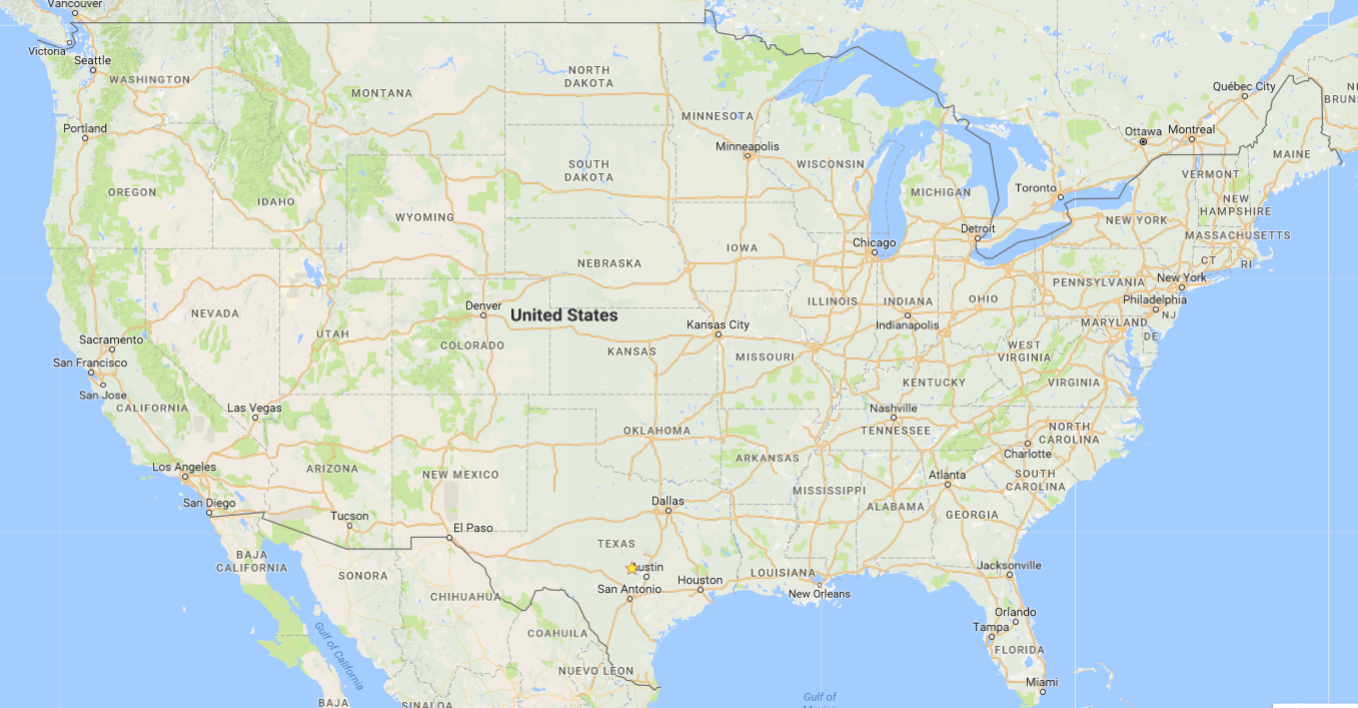 Vancouver
Victoria
Seattle
WASHINGTON
MONTANA
NORTH
DAKOTA
MINNESOTA
Québec City
Portland
Minneapolis
Ottawa
Montreal
MAINE
OREGON
IDAHO
SOUTH
DAKOTA
WISCONSIN
VERMONT
WYOMING
MICHIGAN
Toronto
NEW
HAMPSHIRE
NEW YORK
Detroit
MASSACHUSETTS
IOWA
Chicago
NEBRASKA
CT
RI
PENNSYLVANIA
New York
NEVADA
Denver
United States
ILLINOIS
INDIANA
OHIO
Philadelphia
NJ
UTAH
COLORADO
Kansas City
Indianapolis
MARYLAND
DE
Sacramento
San Francisco
KANSAS
MISSOURI
WEST
VIRGINIA
San Jose
CALIFORNIA
Las Vegas
KENTUCKY
VIRGINIA
Nashville
TENNESSEE
OKLAHOMA
NORTH
CAROLINA
Charlotte
Los Angeles
ARIZONA
NEW MEXICO
ARKANSAS
Atlanta
SOUTH
CAROLINA
San Diego
Tucson
El Paso
Dallas
MISSISSIPPI
ALABAMA
GEORGIA
BAJA
CALIFORNIA
SONORA
CHIHUAHUA
TEXAS
ustin
San Antonio
Houston
LOUISIANA
New Orleans
Jacksonville
Gulf of California
COAHUILA
NUEVO LEON
Orlando
Tampa
FLORIDA
Miami
BAJA
SINALOA
Gulf of